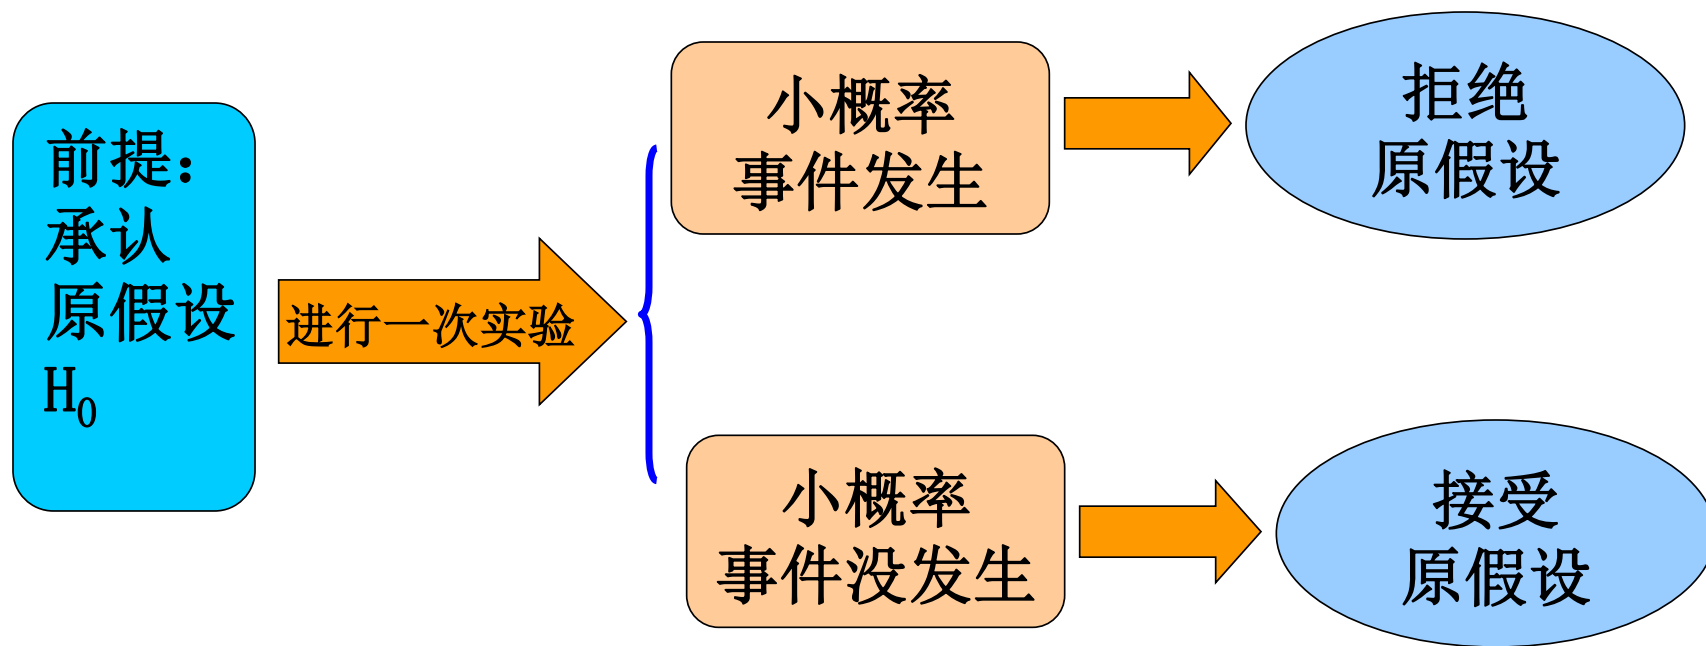 前提：
承认
原假设
H₀
进行一次实验
小概率
事件发生
拒绝
原假设
小概率
事件没发生
接受
原假设